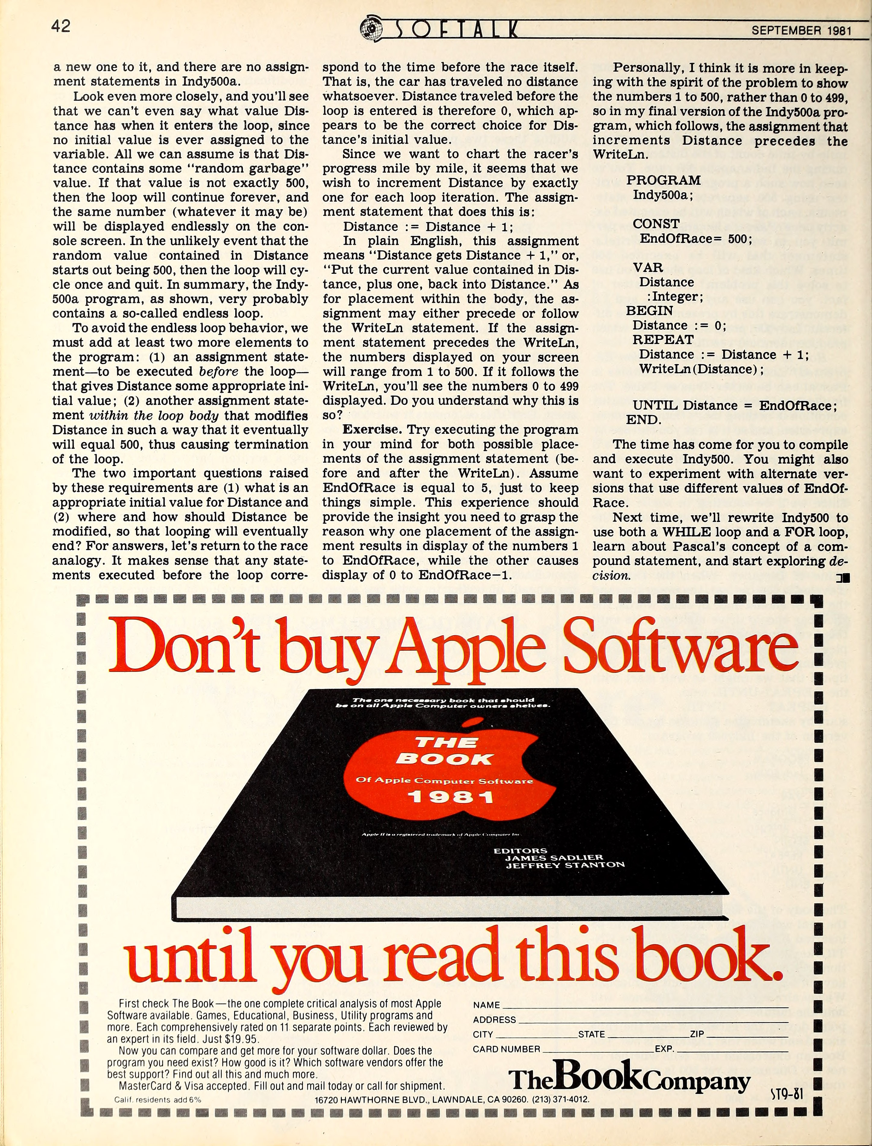 42
SOFTALK
SEPTEMBER 1981
a new one to it, and there are no assign-
ment statements in Indy500a.
Look even more closely, and you'll see
that we can't even say what value Dis-
tance has when it enters the loop, since
no initial value is ever assigned to the
variable. All we can assume is that Dis-
tance contains some "random garbage"
value. If that value is not exactly 500,
then the loop will continue forever, and
the same number (whatever it may be)
will be displayed endlessly on the con-
sole screen. In the unlikely event that the
random value contained in Distance
starts out being 500, then the loop will cy-
cle once and quit. In summary, the Indy-
500a program, as shown, very probably
contains a so-called endless loop.
To avoid the endless loop behavior, we
must add at least two more elements to
the program: (1) an assignment state-
ment—to be executed before the loop—
that gives Distance some appropriate ini-
tial value; (2) another assignment state-
ment within the loop body that modifies
Distance in such a way that it eventually
will equal 500, thus causing termination
of the loop.
The two important questions raised
by these requirements are (1) what is an
appropriate initial value for Distance and
(2) where and how should Distance be
modified, so that looping will eventually
end? For answers, let's return to the race
analogy. It makes sense that any state-
ments executed before the loop corre-
spond to the time before the race itself.
That is, the car has traveled no distance
whatsoever. Distance traveled before the
loop is entered is therefore 0, which ap-
pears to be the correct choice for Dis-
tance's initial value.
Since we want to chart the racer's
progress mile by mile, it seems that we
wish to increment Distance by exactly
one for each loop iteration. The assign-
ment statement that does this is:
Distance := Distance + 1;
In plain English, this assignment
means "Distance gets Distance + 1," or,
"Put the current value contained in Dis-
tance, plus one, back into Distance." As
for placement within the body, the as-
signment may either precede or follow
the WriteLn statement. If the assign-
ment statement precedes the WriteLn,
the numbers displayed on your screen
will range from 1 to 500. If it follows the
WriteLn, you'll see the numbers 0 to 499
displayed. Do you understand why this is
so?
Exercise. Try executing the program
in your mind for both possible place-
ments of the assignment statement (be-
fore and after the WriteLn). Assume
EndOfRace is equal to 5, just to keep
things simple. This experience should
provide the insight you need to grasp the
reason why one placement of the assign-
ment results in display of the numbers 1
to EndOfRace, while the other causes
display of 0 to EndOfRace–1.
Personally, I think it is more in keep-
ing with the spirit of the problem to show
the numbers 1 to 500, rather than 0 to 499,
so in my final version of the Indy500a pro-
gram, which follows, the assignment that
increments Distance precedes the
WriteLn.
PROGRAM
Indy500a;
CONST
EndOfRace= 500;
VAR
Distance
:Integer;
BEGIN
Distance := 0;
REPEAT
Distance := Distance + 1;
WriteLn(Distance);
UNTIL Distance = EndOfRace;
END.
The time has come for you to compile
and execute Indy500. You might also
want to experiment with alternate ver-
sions that use different values of EndOf-
Race.
Next time, we'll rewrite Indy500 to
use both a WHILE loop and a FOR loop,
learn about Pascal's concept of a com-
pound statement, and start exploring de-
cision.
Don't buy Apple Software
The one necessary book that should
be on all Apple Computer owners shelves.
THE
BOOK
Of Apple Computer Software
1981
Apple II is a registered trademark of Apple Computer Inc
EDITORS
JAMES SADLIER
JEFFREY STANTON
until you read this book.
First check The Book—the one complete critical analysis of most Apple
Software available. Games, Educational, Business, Utility programs and
more. Each comprehensively rated on 11 separate points. Each reviewed by
an expert in its field. Just $19.95.
Now you can compare and get more for your software dollar. Does the
program you need exist? How good is it? Which software vendors offer the
best support? Find out all this and much more.
MasterCard & Visa accepted. Fill out and mail today or call for shipment.
Calif. residents add 6%
NAME
ADDRESS
CITY STATE ZIP
CARD NUMBER EXP.
The Book Company
16720 HAWTHORNE BLVD., LAWNDALE, CA 90260. (213) 371-4012.
ST9-81